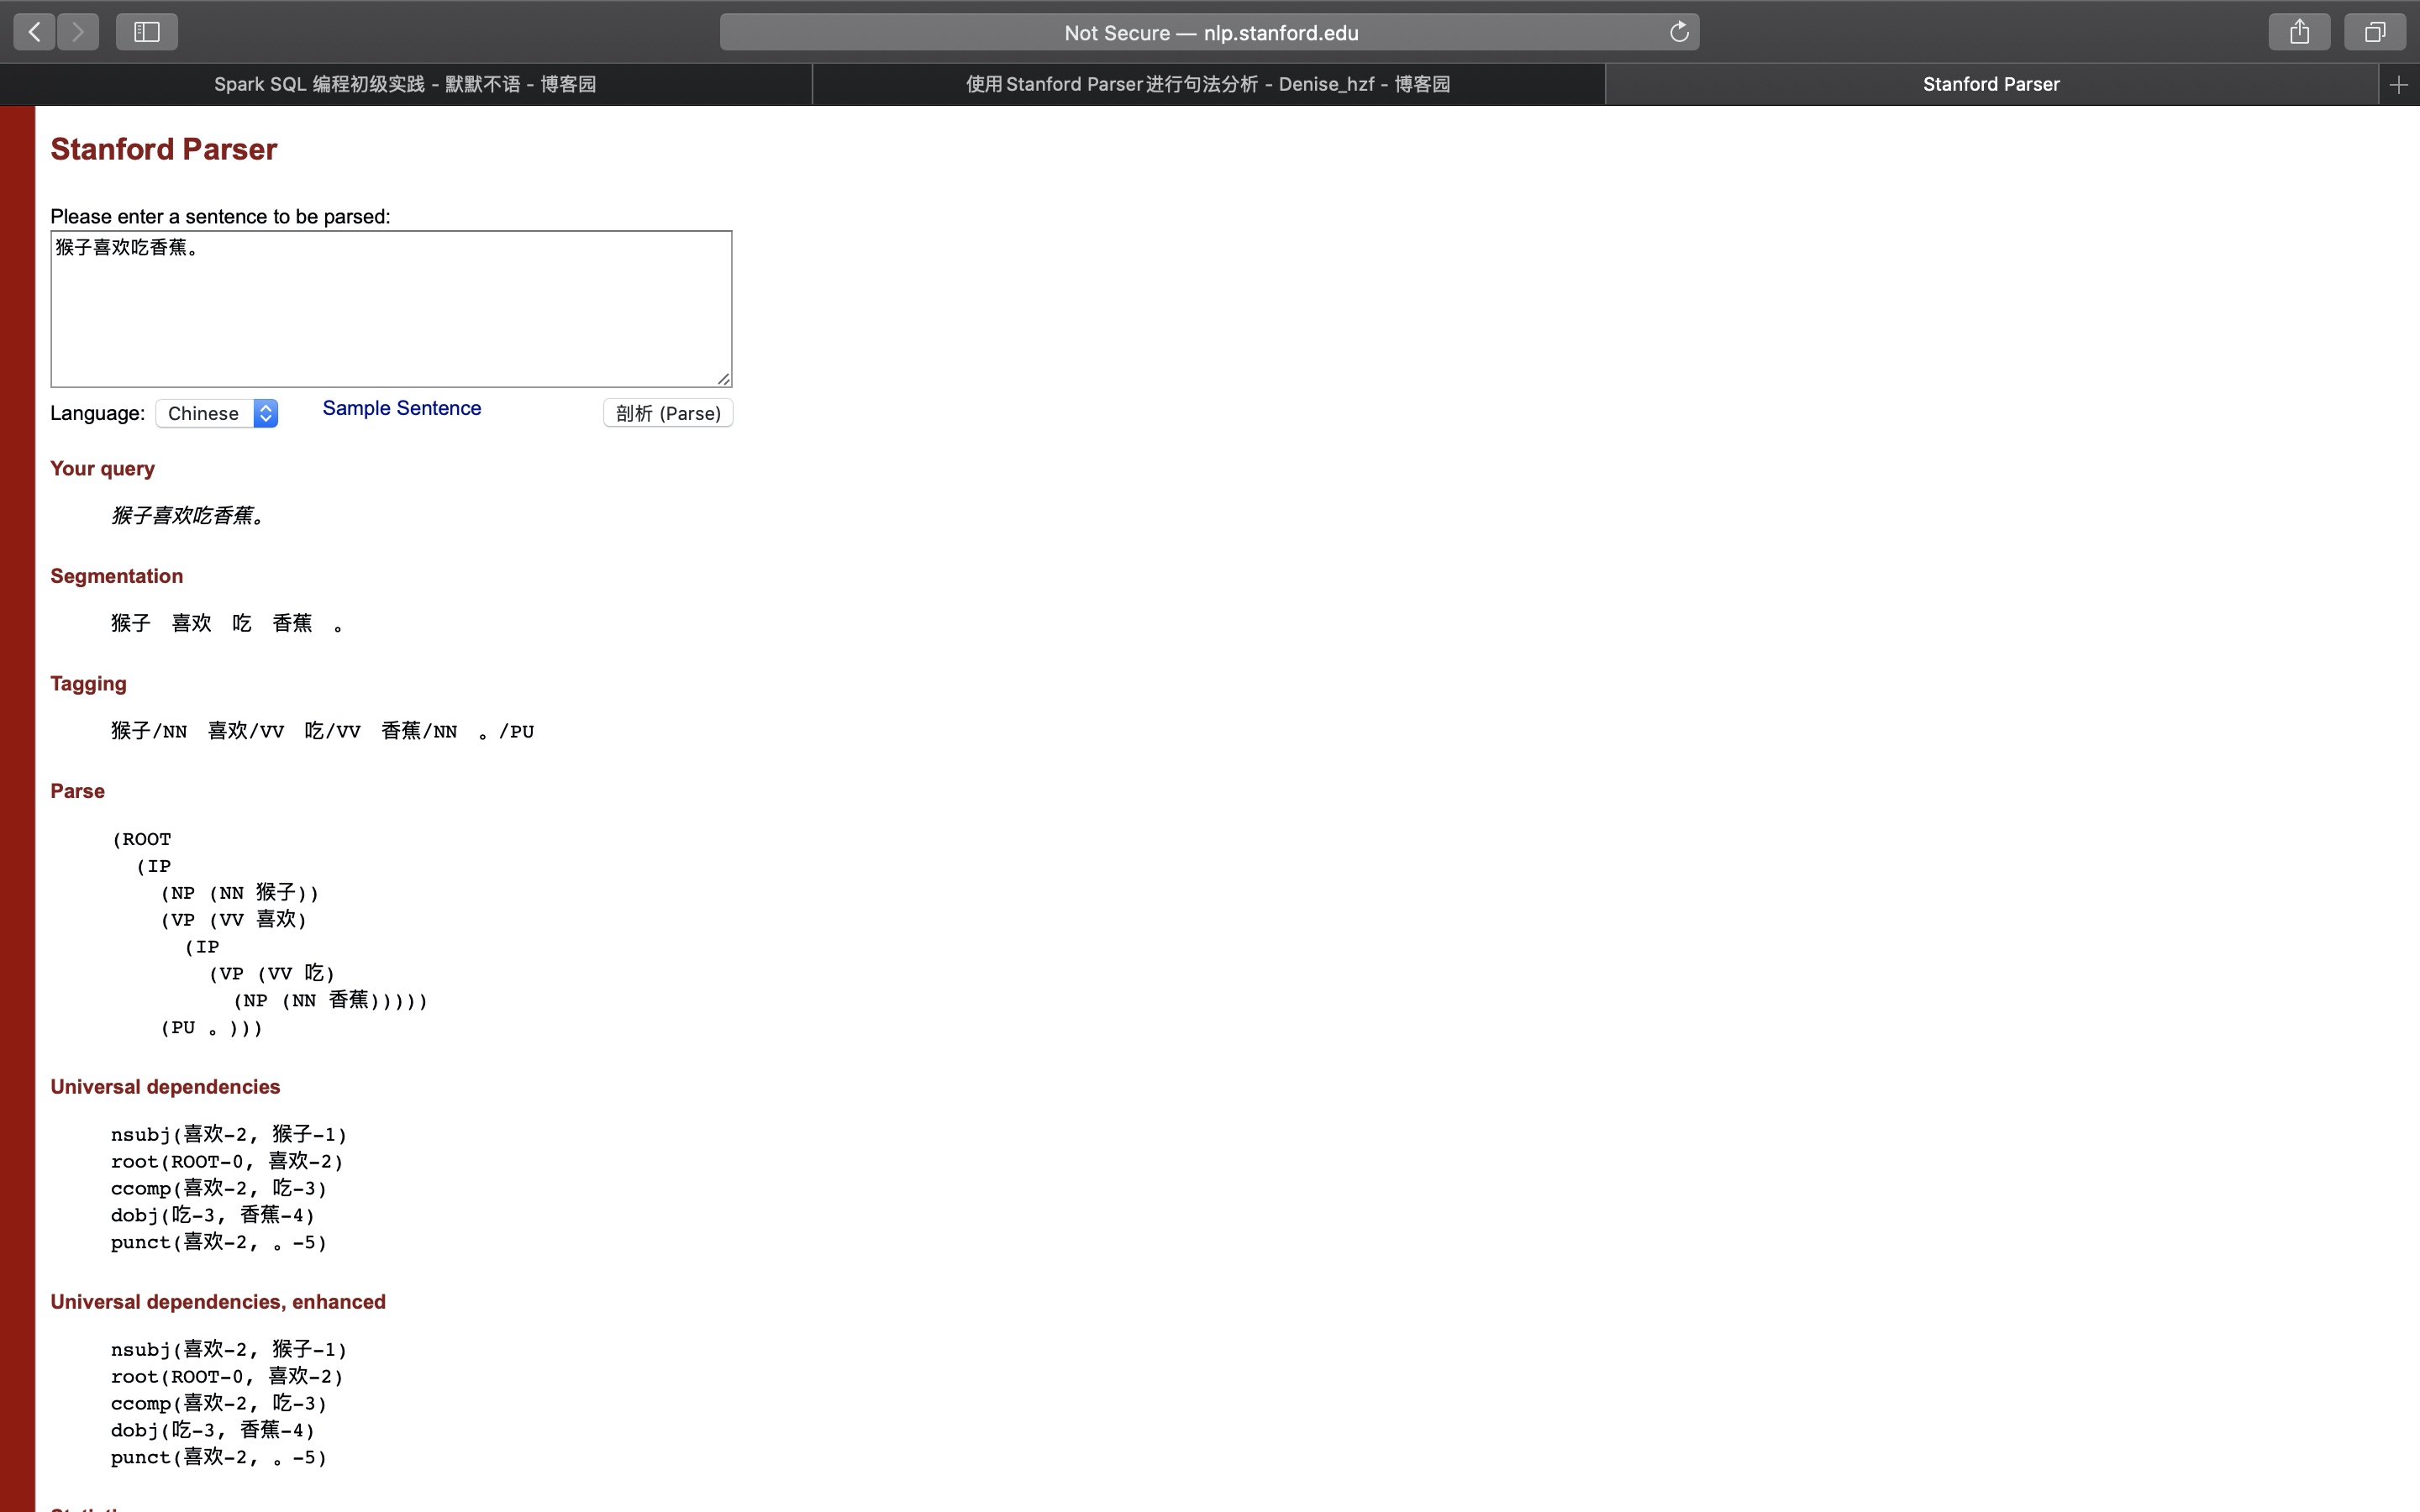 Not Secure — nlp.stanford.edu
Spark SQL 编程初级实践 - 默默不语 - 博客园
使用Stanford Parser进行句法分析 - Denise_hzf - 博客园
Stanford Parser
Stanford Parser
Please enter a sentence to be parsed:
猴子喜欢吃香蕉。
Language: Chinese Sample Sentence 剖析 (Parse)
Your query
猴子喜欢吃香蕉。
Segmentation
猴子 喜欢 吃 香蕉 。
Tagging
猴子/NN 喜欢/VV 吃/VV 香蕉/NN 。/PU
Parse
(ROOT
(IP
(NP (NN 猴子))
(VP (VV 喜欢)
(IP
(VP (VV 吃)
(NP (NN 香蕉)))))
(PU 。)))
Universal dependencies
nsubj(喜欢-2, 猴子-1)
root(ROOT-0, 喜欢-2)
ccomp(喜欢-2, 吃-3)
dobj(吃-3, 香蕉-4)
punct(喜欢-2, 。-5)
Universal dependencies, enhanced
nsubj(喜欢-2, 猴子-1)
root(ROOT-0, 喜欢-2)
ccomp(喜欢-2, 吃-3)
dobj(吃-3, 香蕉-4)
punct(喜欢-2, 。-5)